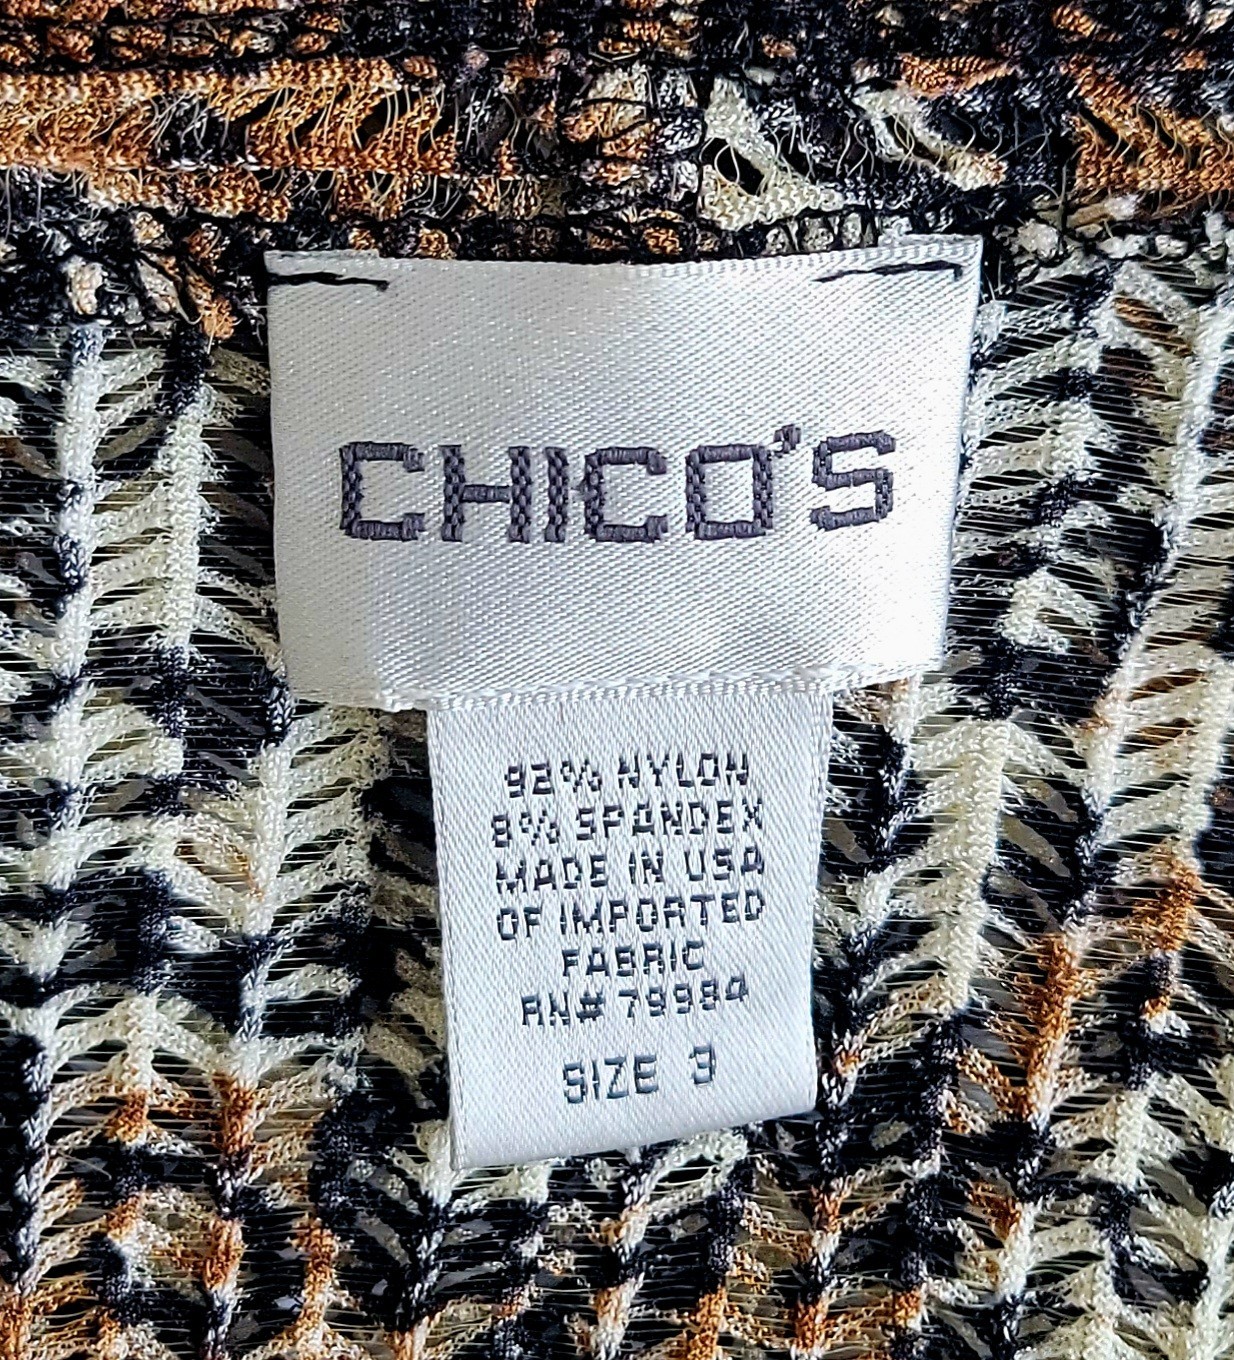 CHICO'S
92% NYLON
8% SPANDEX
MADE IN USA
OF IMPORTED
FABRIC
RN# 79984
SIZE 3